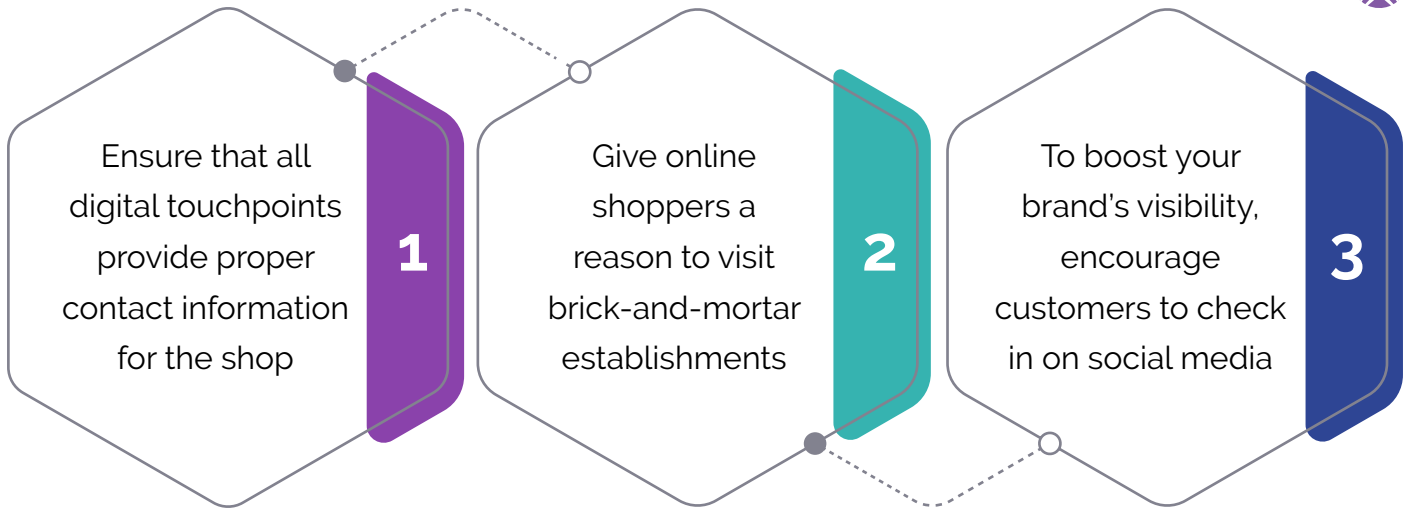 Ensure that all
digital touchpoints
provide proper
contact information
for the shop
1
Give online
shoppers a
reason to visit
brick-and-mortar
establishments
2
To boost your
brand’s visibility,
encourage
customers to check
in on social media
3